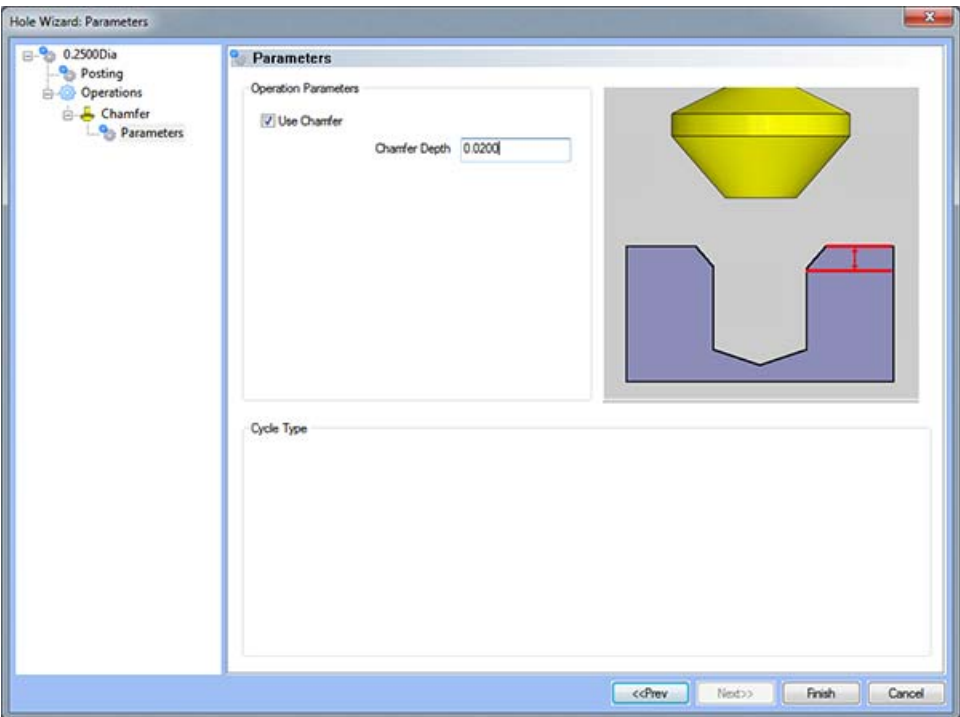 Hole Wizard: Parameters
0.2500Dia
Posting
Operations
Chamfer
Parameters
Parameters
Operation Parameters
Use Chamfer
Chamfer Depth 0.0200
Cycle Type
<<Prev Next>> Finish Cancel